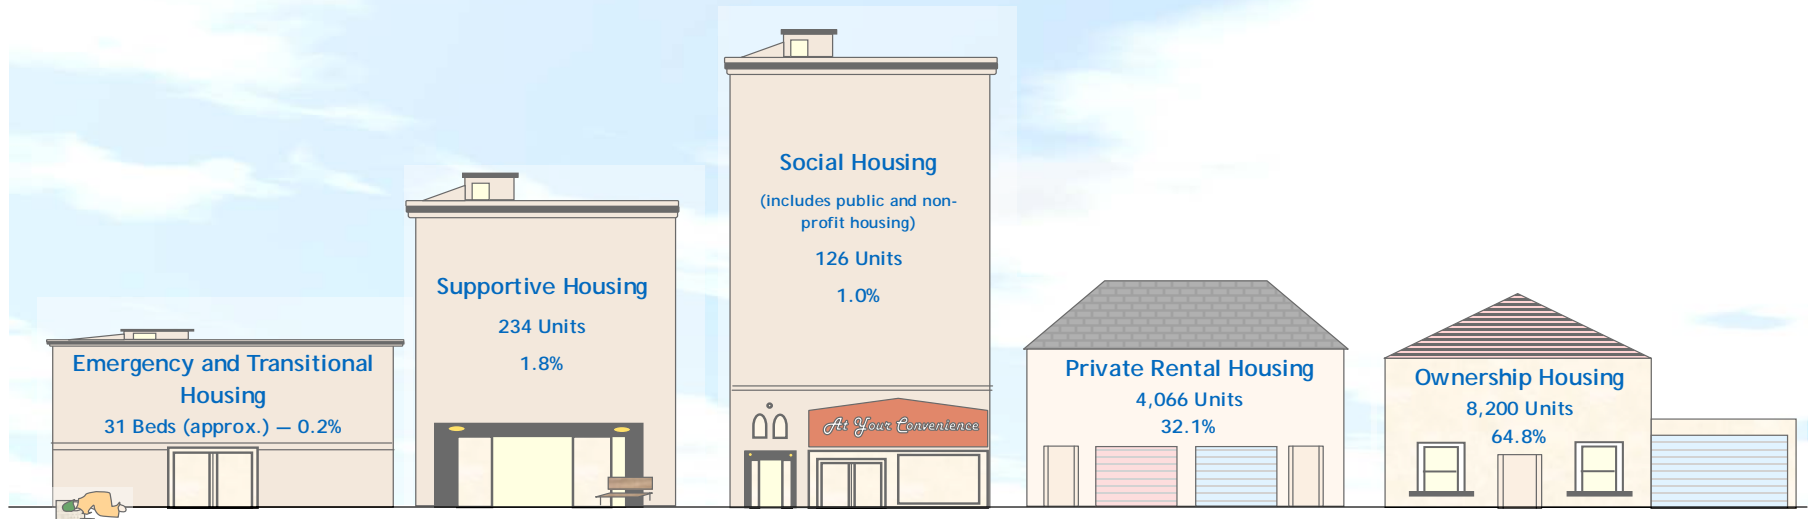 Emergency and Transitional
Housing
31 Beds (approx.) — 0.2%
Supportive Housing
234 Units
1.8%
Social Housing
(includes public and non-
profit housing)
126 Units
1.0%
At Your Convenience
Private Rental Housing
4,066 Units
32.1%
Ownership Housing
8,200 Units
64.8%